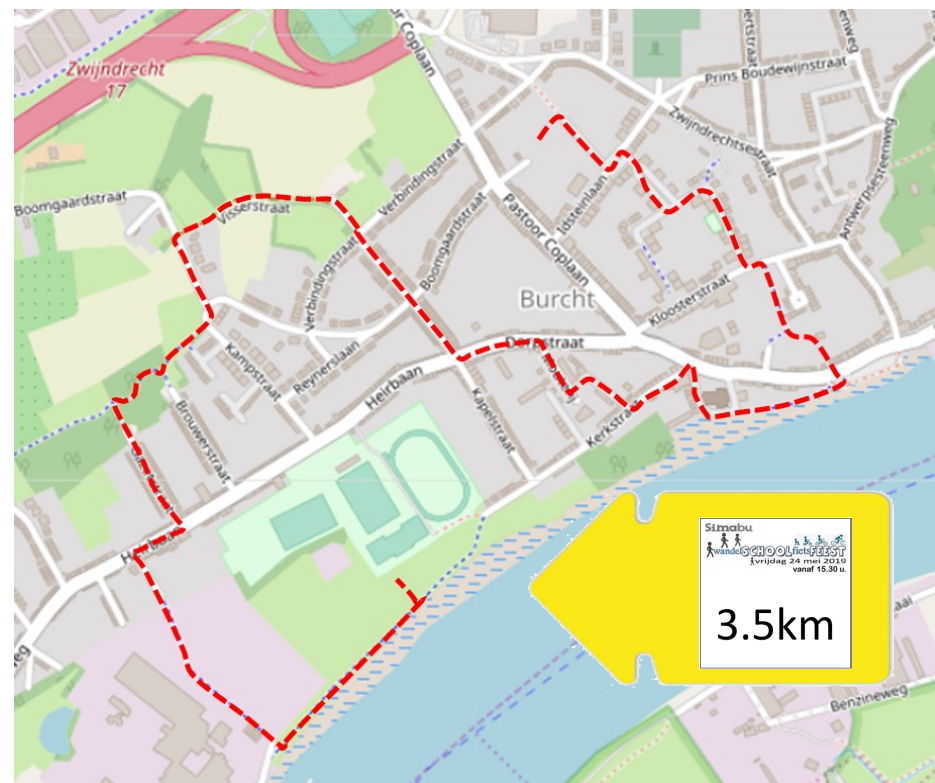 Pastoor Coplaan
Zwijndrecht
17
Prins Boudewijnstraat
Zwijndrechtsestraat
Antwerpsesteenweg
Boomgaardstraat
Visserstraat
Verbindingstraat
Verbindingstraat
Boomgaardstraat
Pastoor Coplaan
Idsteinlaan
Burcht
Kloosterstraat
Dorpstraat
Reynerslaan
Kampstraat
Heirbaan
Kapelstraat
Kerkstraat
Brouwerstraat
Heirbaan
Simabu
wandelSCHOOLfietsFEEST
vrijdag 24 mei 2019
vanaf 15.30 u.
3.5km
Benzineweg